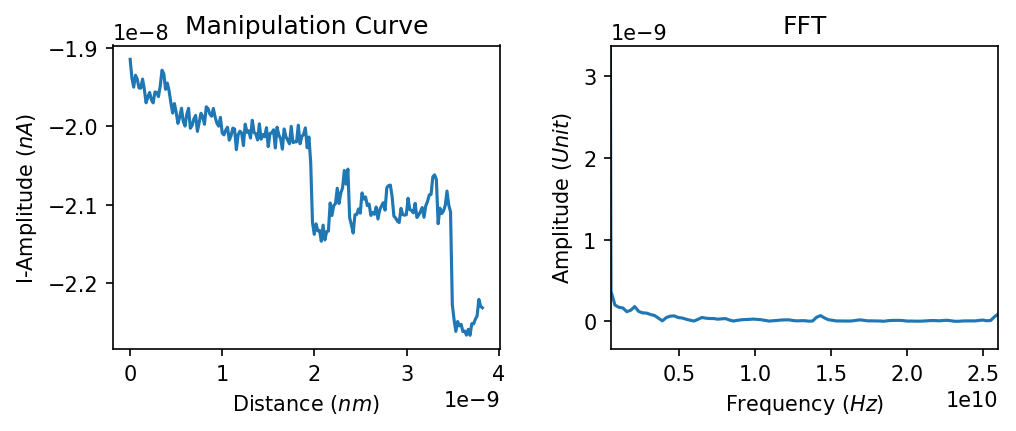 Manipulation Curve
1e−8
−1.9
−2.0
−2.1
−2.2
I-Amplitude (nA)
0 1 2 3 4
1e−9
Distance (nm)
FFT
1e−9
3
2
1
0
Amplitude (Unit)
0.5 1.0 1.5 2.0 2.5
1e10
Frequency (Hz)